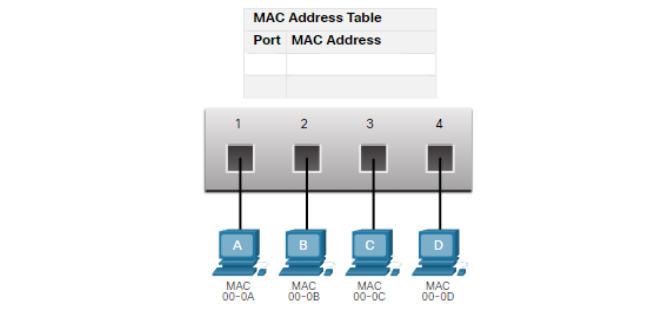 MAC Address Table
Port MAC Address
1 2 3 4
A B C D
MAC MAC MAC MAC
00-0A 00-0B 00-0C 00-0D